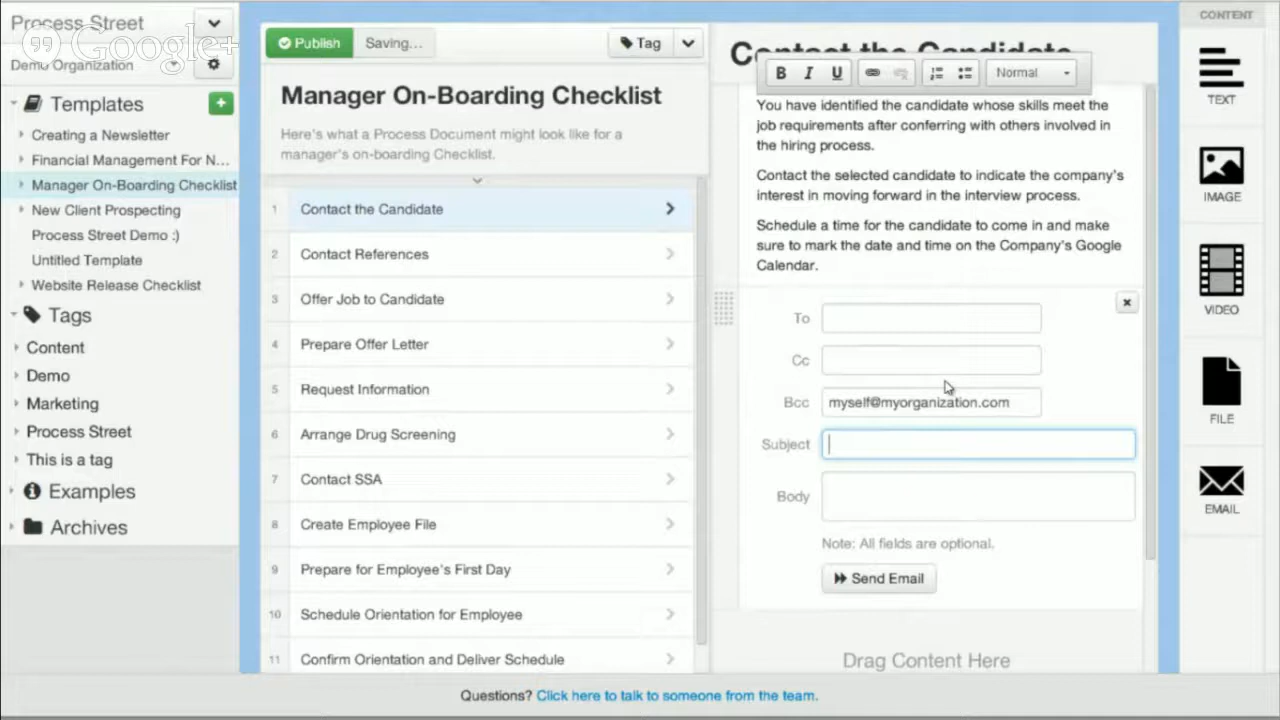 Process Street
Google+
Demo Organization
Templates
Creating a Newsletter
Financial Management For N...
Manager On-Boarding Checklist
New Client Prospecting
Process Street Demo :)
Untitled Template
Website Release Checklist
Tags
Content
Demo
Marketing
Process Street
This is a tag
Examples
Archives
Publish
Saving...
Tag
Manager On-Boarding Checklist
Here's what a Process Document might look like for a
manager's on-boarding Checklist.
1 Contact the Candidate
2 Contact References
3 Offer Job to Candidate
4 Prepare Offer Letter
5 Request Information
6 Arrange Drug Screening
7 Contact SSA
8 Create Employee File
9 Prepare for Employee's First Day
10 Schedule Orientation for Employee
11 Confirm Orientation and Deliver Schedule
Contact the Candidate
B I U Normal
You have identified the candidate whose skills meet the
job requirements after conferring with others involved in
the hiring process.
Contact the selected candidate to indicate the company's
interest in moving forward in the interview process.
Schedule a time for the candidate to come in and make
sure to mark the date and time on the Company's Google
Calendar.
To
Cc
Bcc myself@myorganization.com
Subject
Body
Note: All fields are optional.
Send Email
Drag Content Here
CONTENT
TEXT
IMAGE
VIDEO
FILE
EMAIL
Questions? Click here to talk to someone from the team.